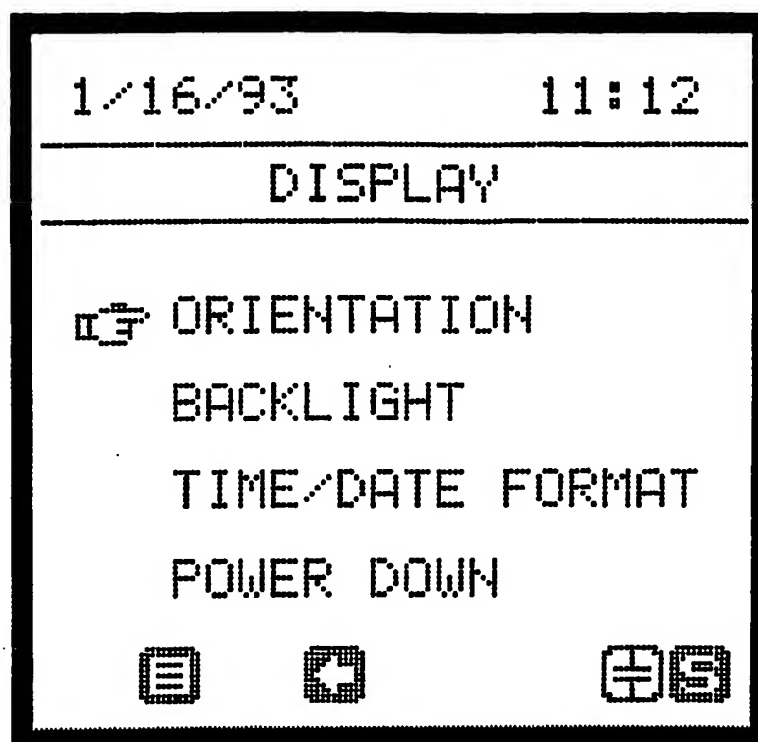 1/16/93 11:12
DISPLAY
ORIENTATION
BACKLIGHT
TIME/DATE FORMAT
POWER DOWN
S